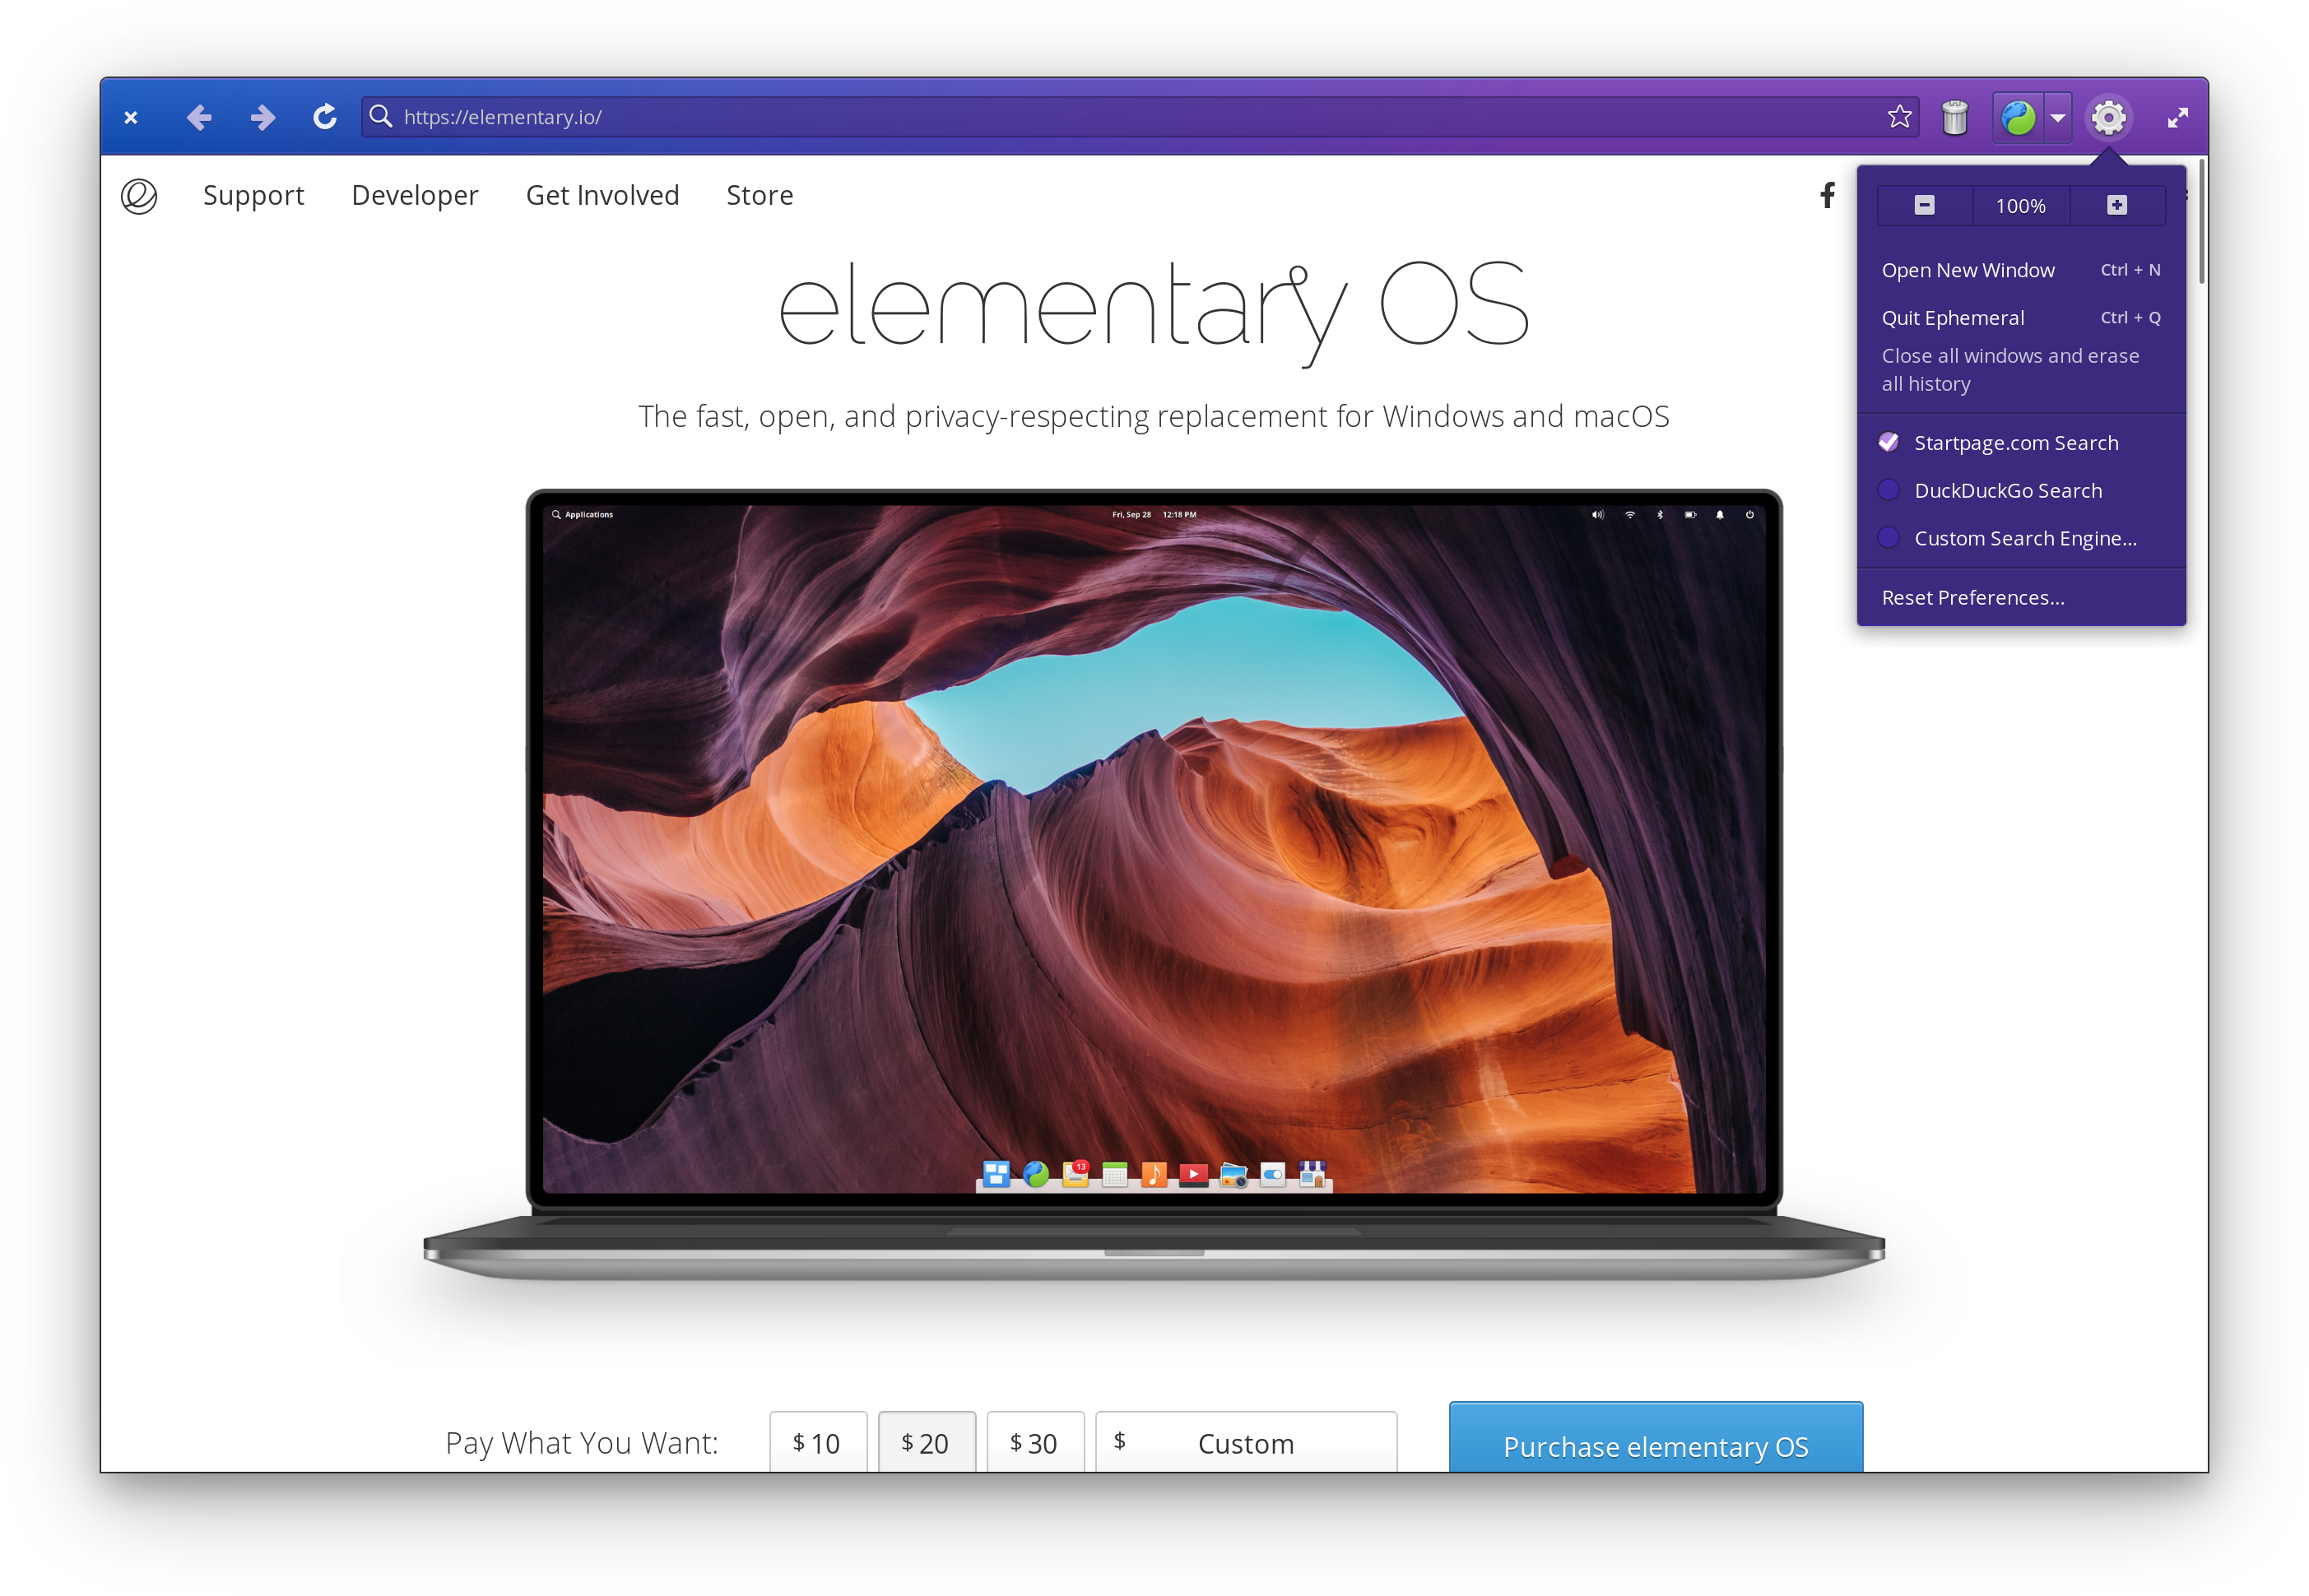 https://elementary.io/
Support Developer Get Involved Store
100%
Open New Window Ctrl + N
Quit Ephemeral Ctrl + Q
Close all windows and erase
all history
Startpage.com Search
DuckDuckGo Search
Custom Search Engine...
Reset Preferences...
elementary OS
The fast, open, and privacy-respecting replacement for Windows and macOS
Applications Fri, Sep 28 12:18 PM
13
Pay What You Want: $ 10 $ 20 $ 30 $ Custom Purchase elementary OS